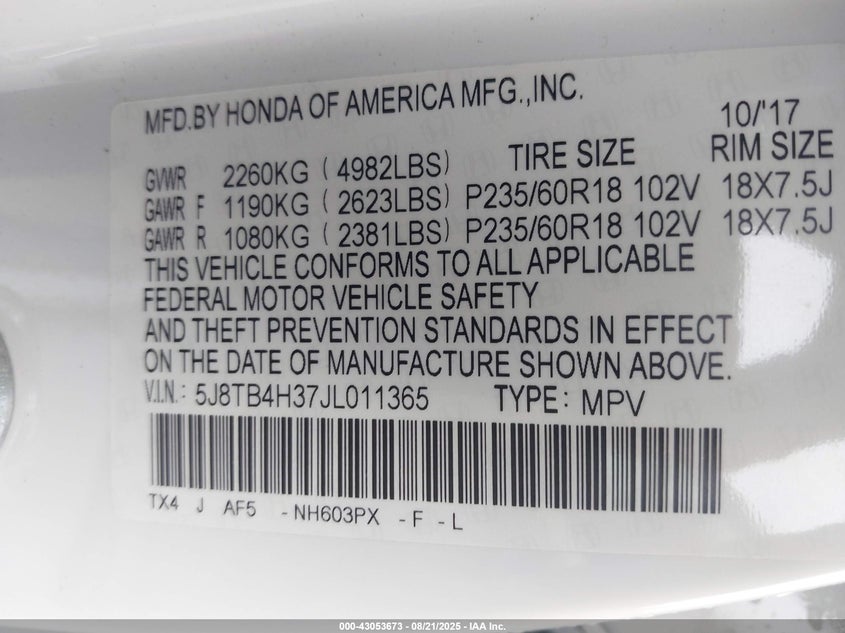 MFD.BY HONDA OF AMERICA MFG.,INC.
10/'17
GVWR 2260KG ( 4982LBS) TIRE SIZE RIM SIZE
GAWR F 1190KG ( 2623LBS) P235/60R18 102V 18X7.5J
GAWR R 1080KG ( 2381LBS) P235/60R18 102V 18X7.5J
THIS VEHICLE CONFORMS TO ALL APPLICABLE
FEDERAL MOTOR VEHICLE SAFETY
AND THEFT PREVENTION STANDARDS IN EFFECT
ON THE DATE OF MANUFACTURE SHOWN ABOVE.
V.I.N.: 5J8TB4H37JL011365 TYPE: MPV
TX4 J AF5 -NH603PX -F -L
000-43053673 - 08/21/2025 - IAA Inc.